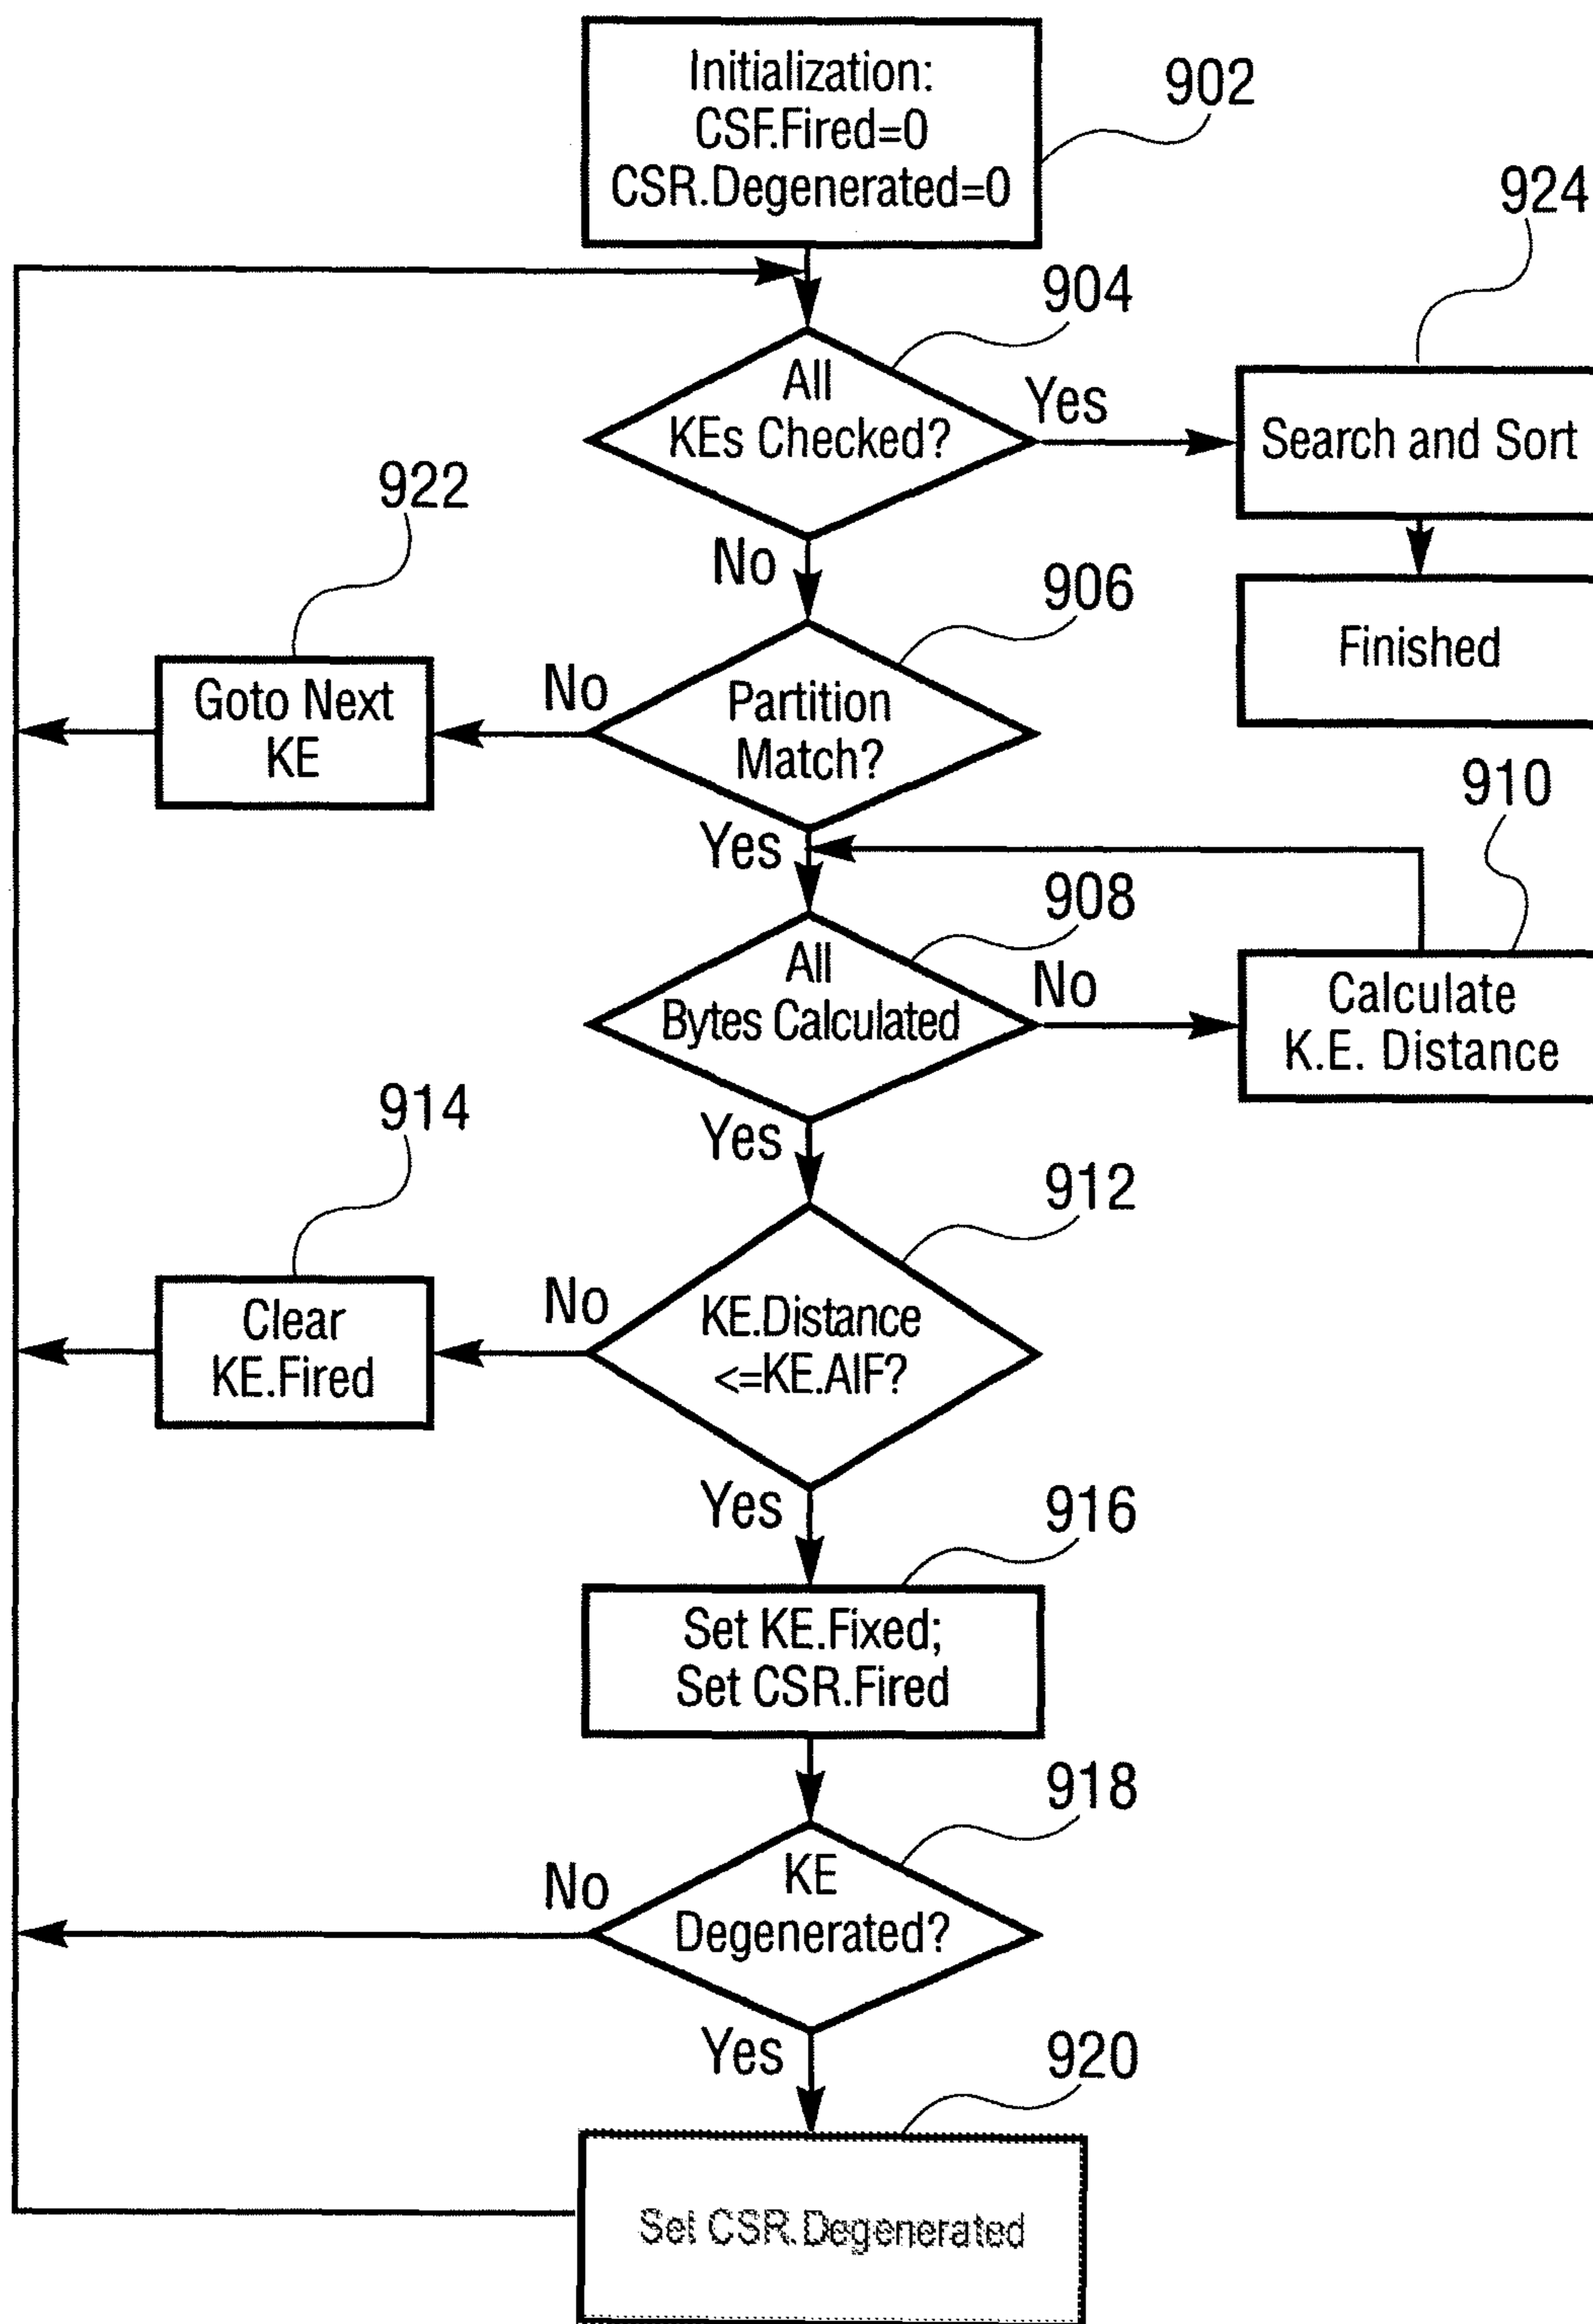 Initialization:
CSF.Fired=0
CSR.Degenerated=0
902
924
904
All
KEs Checked?
Yes
Search and Sort
922
No
906
Finished
Goto Next
KE
No
Partition
Match?
910
Yes
908
All
Bytes Calculated
No
Calculate
K.E. Distance
914
Yes
912
Clear
KE.Fired
No
KE.Distance
<=KE.AIF?
Yes
916
Set KE.Fixed;
Set CSR.Fired
918
No
KE
Degenerated?
Yes
920
Set CSR.Degenerated